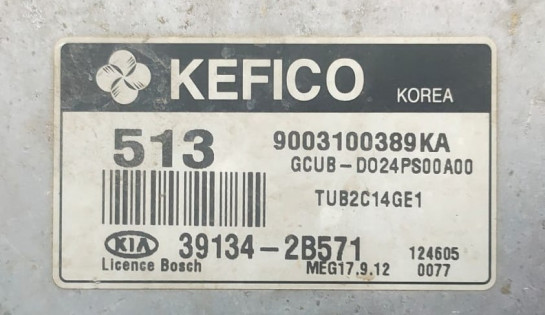 KEFICO KOREA
513 9003100389KA
GCUB-D024PS00A00
TUB2C14GE1
KIA 39134-2B571 124605
Licence Bosch MEG17.9.12 0077